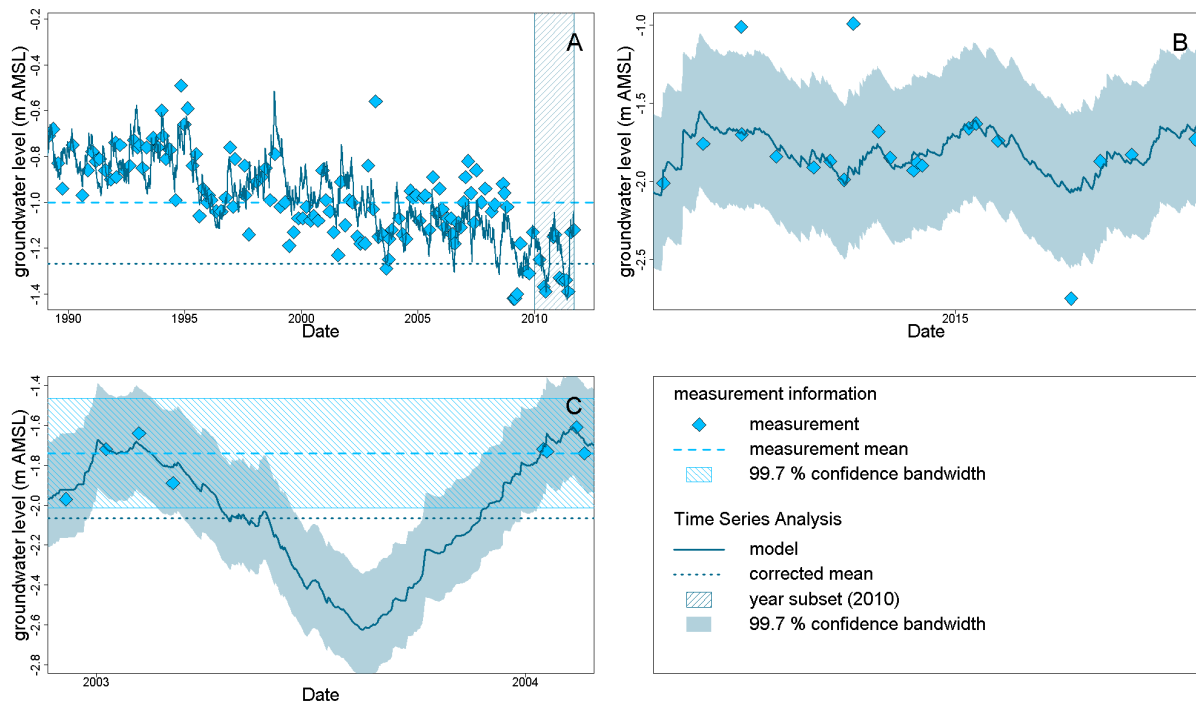 A
groundwater level (m AMSL)
-0.2
-0.4
-0.6
-0.8
-1.0
-1.2
-1.4
1990
1995
2000
2005
2010
Date
B
groundwater level (m AMSL)
-1.0
-1.5
-2.0
-2.5
2015
Date
C
groundwater level (m AMSL)
-1.4
-1.6
-1.8
-2.0
-2.2
-2.4
-2.6
-2.8
2003
2004
Date
measurement information
measurement
measurement mean
99.7 % confidence bandwidth
Time Series Analysis
model
corrected mean
year subset (2010)
99.7 % confidence bandwidth